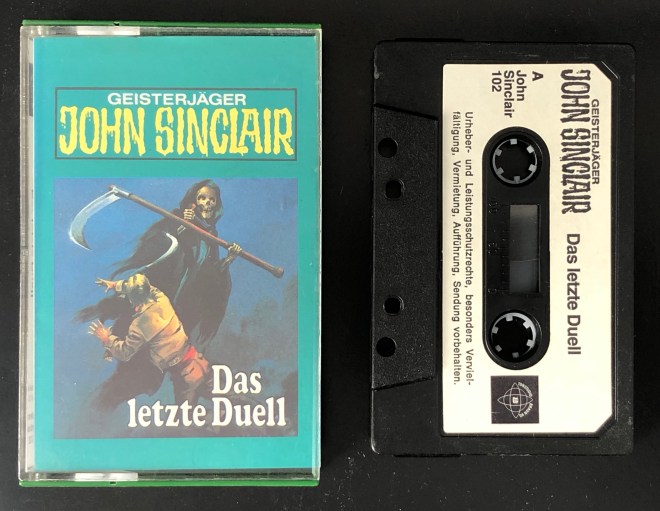 GEISTERJÄGER
JOHN SINCLAIR
Das
letzte Duell
GEISTERJÄGER
JOHN SINCLAIR
Das letzte Duell
A
John
Sinclair
102
Urheber- und Leistungsschutzrechte, besonders Verviel-
fältigung, Vermietung, Aufführung, Sendung vorbehalten.